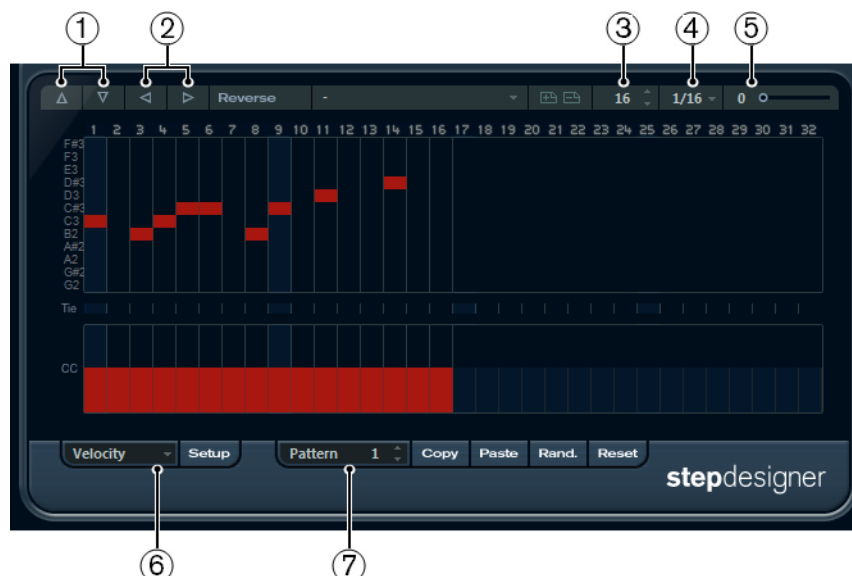 1 2 3 4 5
Reverse - 16 1/16 0
1 2 3 4 5 6 7 8 9 10 11 12 13 14 15 16 17 18 19 20 21 22 23 24 25 26 27 28 29 30 31 32
F#3
F3
E3
D#3
D3
C#3
C3
B2
A#2
A2
G#2
G2
Tie
CC
Velocity Setup Pattern 1 Copy Paste Rand. Reset
stepdesigner
6 7